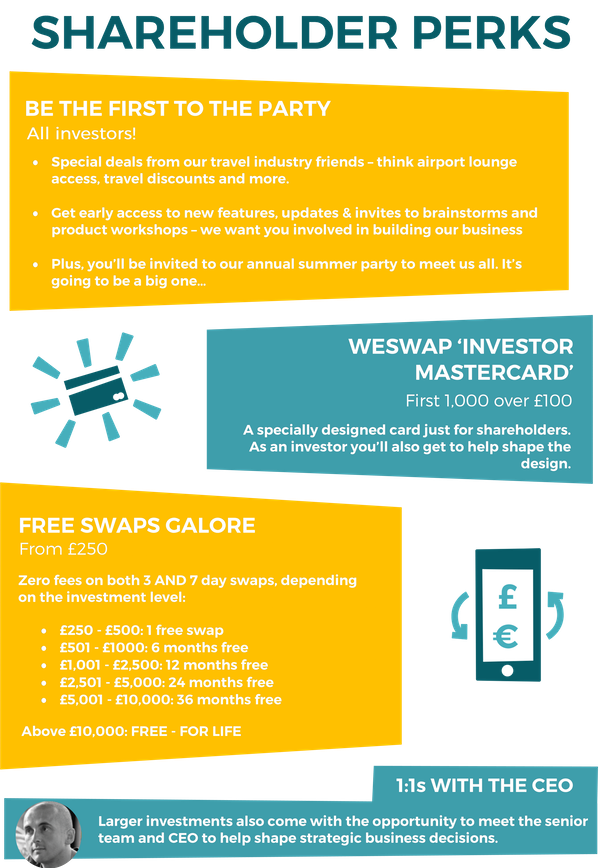 SHAREHOLDER PERKS
BE THE FIRST TO THE PARTY
All investors!
• Special deals from our travel industry friends – think airport lounge
access, travel discounts and more.
• Get early access to new features, updates & invites to brainstorms and
product workshops – we want you involved in building our business
• Plus, you'll be invited to our annual summer party to meet us all. It's
going to be a big one...
WESWAP ‘INVESTOR
MASTERCARD’
First 1,000 over £100
A specially designed card just for shareholders.
As an investor you'll also get to help shape the
design.
FREE SWAPS GALORE
From £250
Zero fees on both 3 AND 7 day swaps, depending
on the investment level:
• £250 - £500: 1 free swap
• £501 - £1000: 6 months free
• £1,001 - £2,500: 12 months free
• £2,501 - £5,000: 24 months free
• £5,001 - £10,000: 36 months free
Above £10,000: FREE - FOR LIFE
£
€
1:1s WITH THE CEO
Larger investments also come with the opportunity to meet the senior
team and CEO to help shape strategic business decisions.